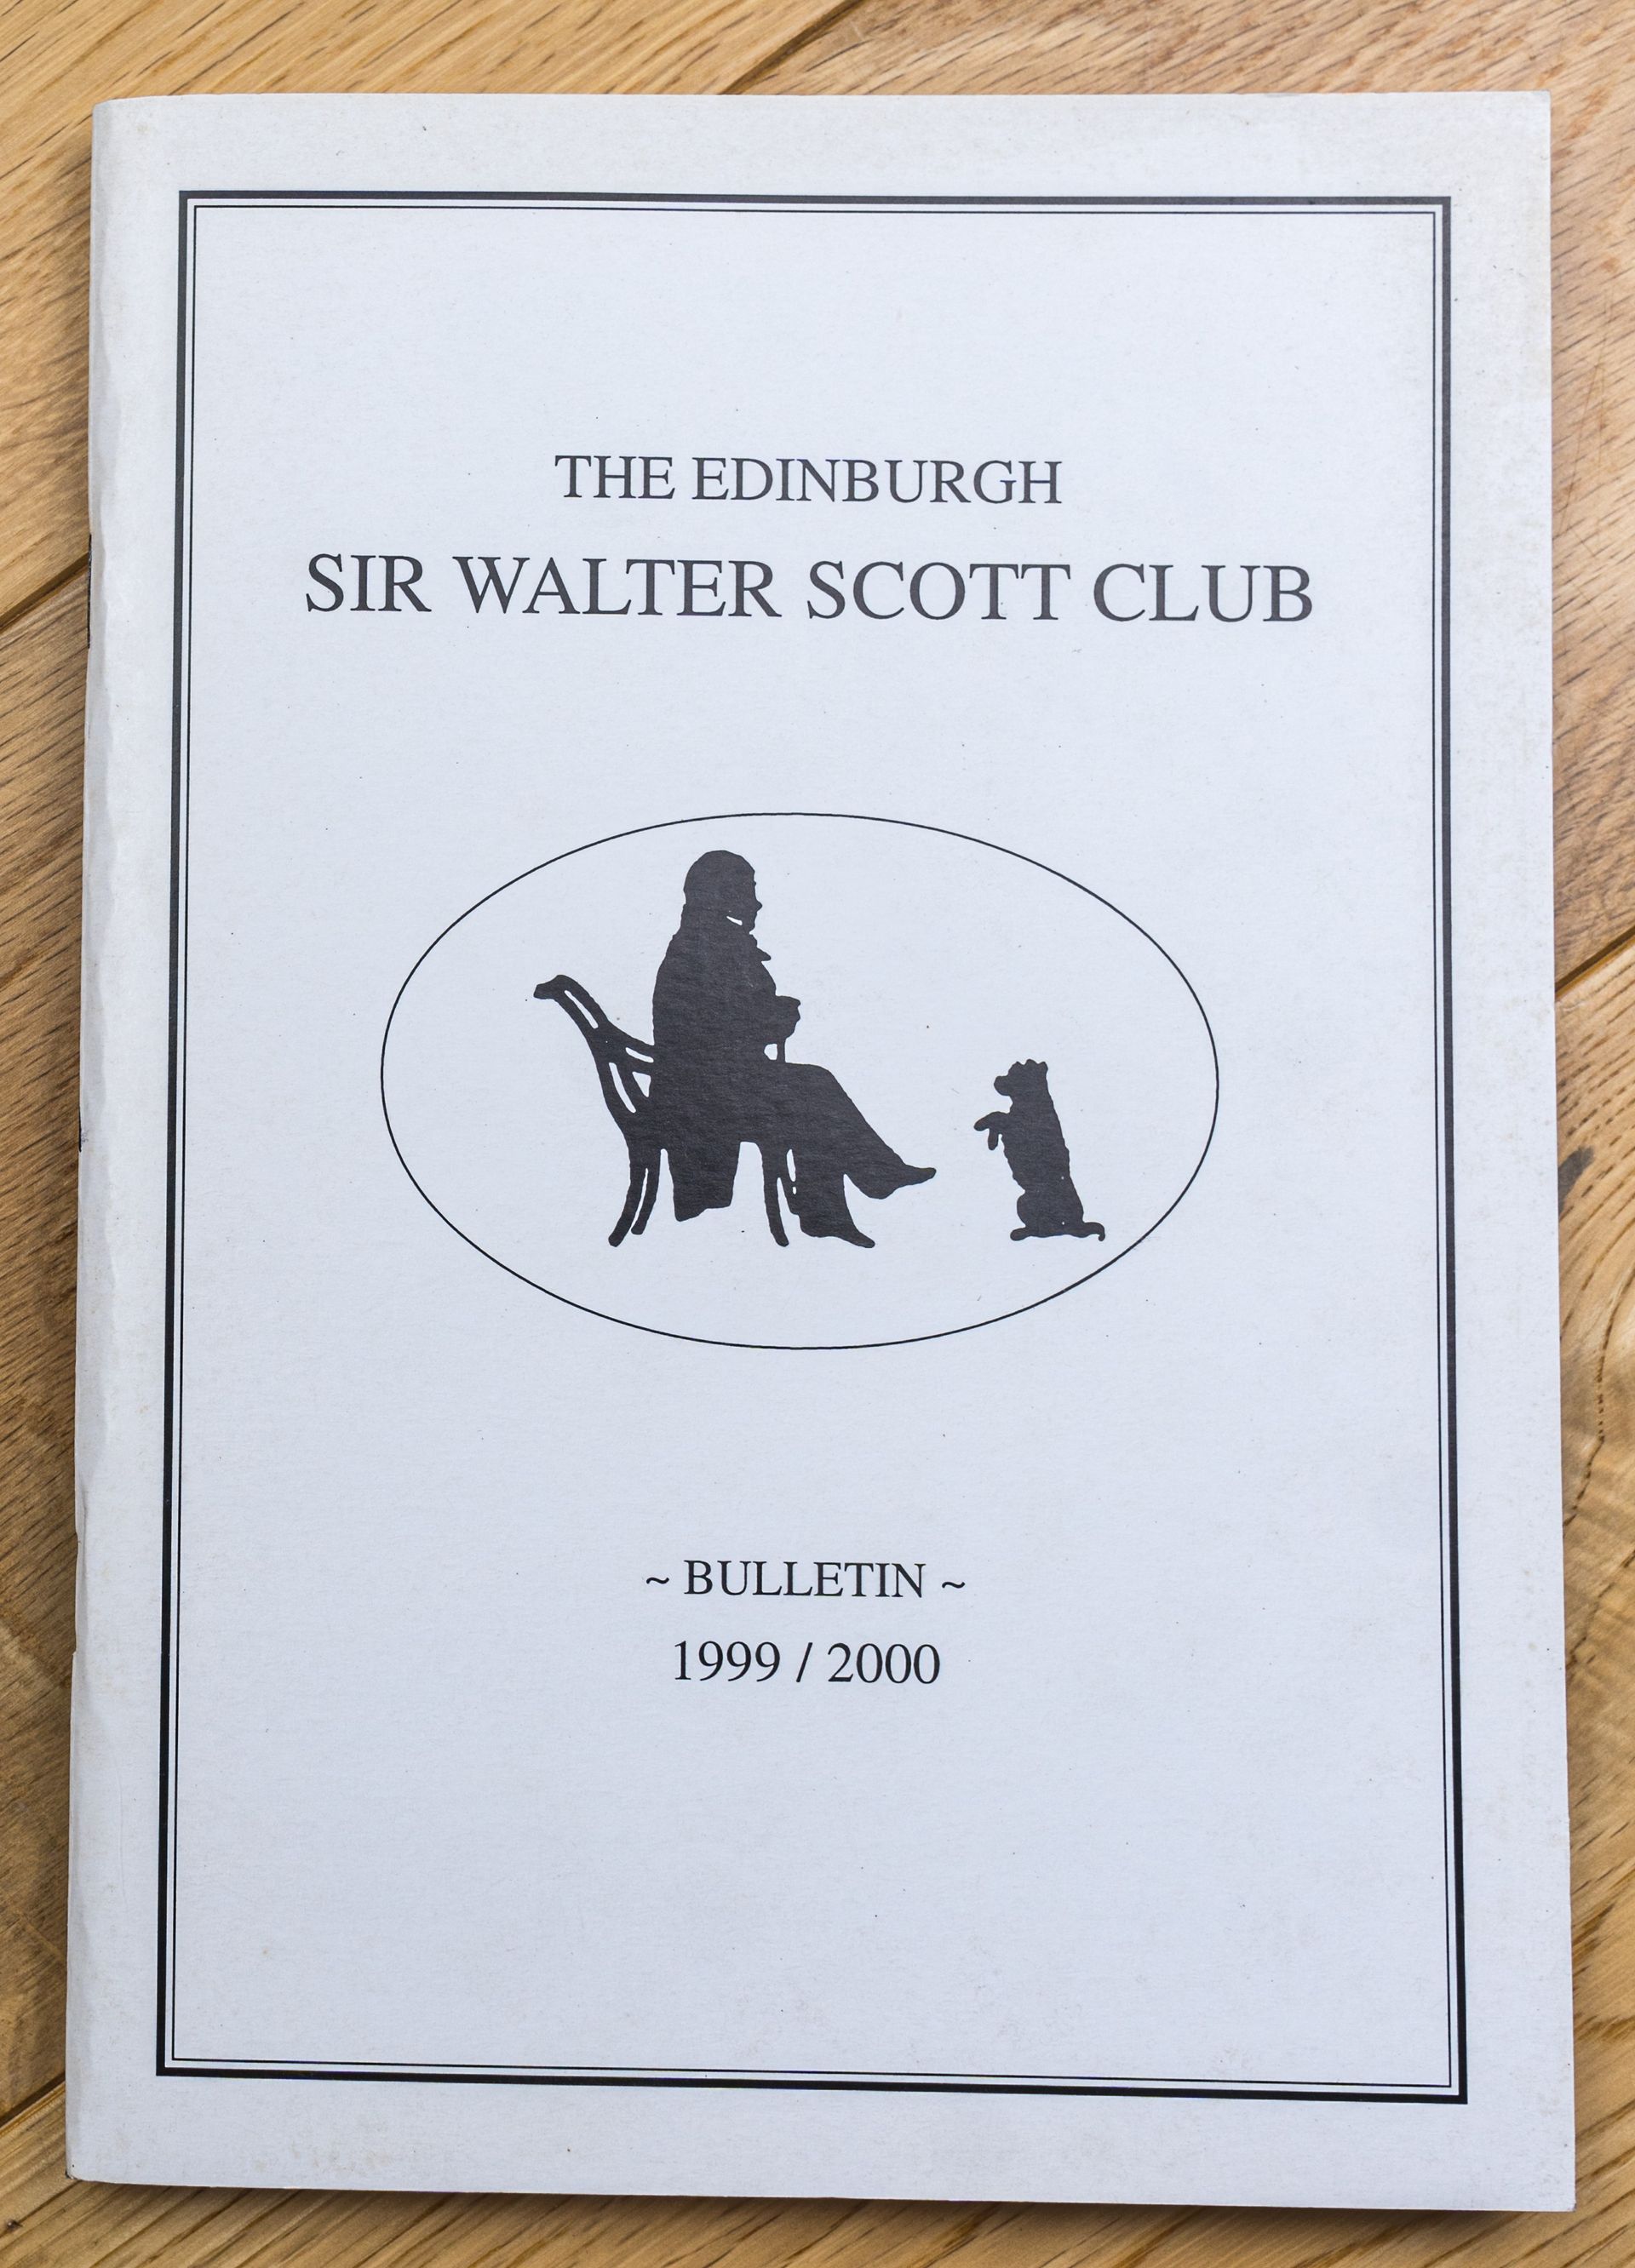 THE EDINBURGH
SIR WALTER SCOTT CLUB
~ BULLETIN ~
1999 / 2000